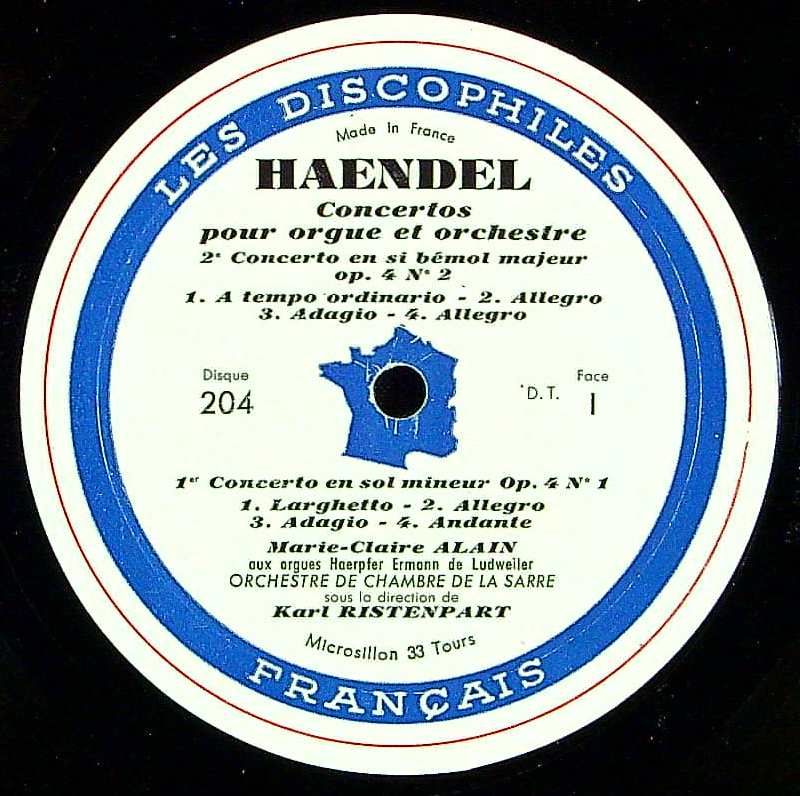 LES DISCOPHILES
Made in France
HAENDEL
Concertos
pour orgue et orchestre
2e Concerto en si bémol majeur
op. 4 No 2
1. A tempo ordinario - 2. Allegro
3. Adagio - 4. Allegro
Disque
204
D.T.
Face
I
1er Concerto en sol mineur Op. 4 No 1
1. Larghetto - 2. Allegro
3. Adagio - 4. Andante
Marie-Claire ALAIN
aux orgues Haerpfer Ermann de Ludweiler
ORCHESTRE DE CHAMBRE DE LA SARRE
sous la direction de
Karl RISTENPART
Microsillon 33 Tours
FRANÇAIS